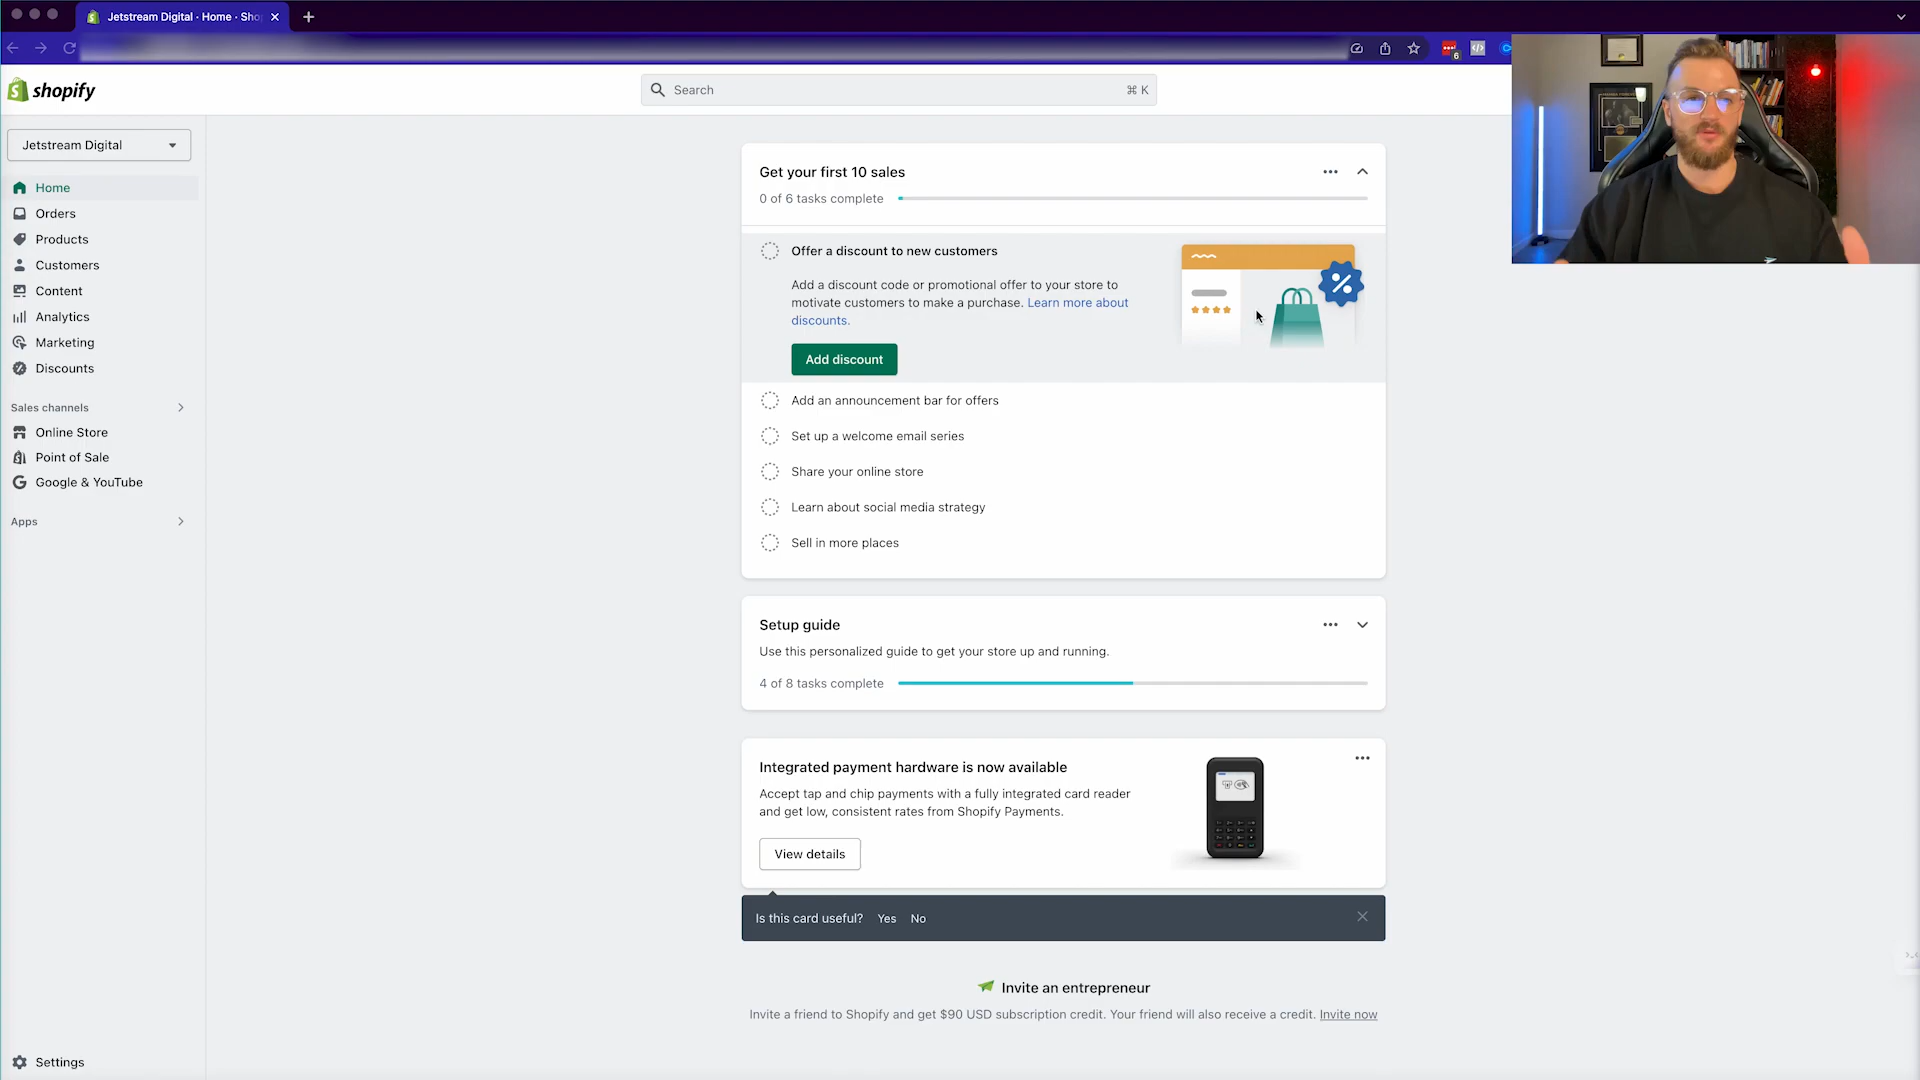 Jetstream Digital · Home · Sho
6
shopify
Search
⌘ K
Jetstream Digital
Home
Orders
Products
Customers
Content
Analytics
Marketing
Discounts
Sales channels
Online Store
Point of Sale
Google & YouTube
Apps
Settings
Get your first 10 sales
0 of 6 tasks complete
Offer a discount to new customers
Add a discount code or promotional offer to your store to
motivate customers to make a purchase. Learn more about
discounts.
%
Add discount
Add an announcement bar for offers
Set up a welcome email series
Share your online store
Learn about social media strategy
Sell in more places
Setup guide
Use this personalized guide to get your store up and running.
4 of 8 tasks complete
Integrated payment hardware is now available
Accept tap and chip payments with a fully integrated card reader
and get low, consistent rates from Shopify Payments.
View details
Is this card useful? Yes No
Invite an entrepreneur
Invite a friend to Shopify and get $90 USD subscription credit. Your friend will also receive a credit. Invite now